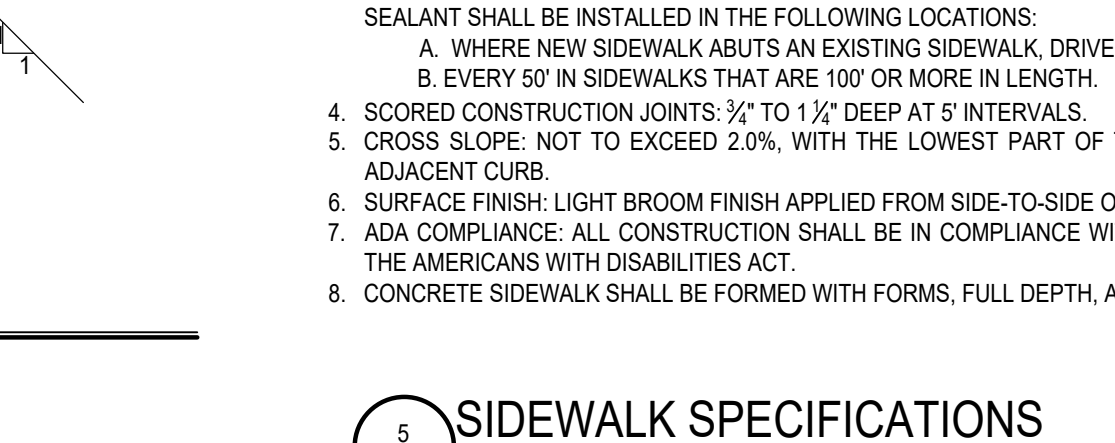 SEALANT SHALL BE INSTALLED IN THE FOLLOWING LOCATIONS:
A. WHERE NEW SIDEWALK ABUTS AN EXISTING SIDEWALK, DRIVE
B. EVERY 50' IN SIDEWALKS THAT ARE 100' OR MORE IN LENGTH.
1
4. SCORED CONSTRUCTION JOINTS: 3⁄4" TO 1 1⁄4" DEEP AT 5' INTERVALS.
5. CROSS SLOPE: NOT TO EXCEED 2.0%, WITH THE LOWEST PART OF
ADJACENT CURB.
6. SURFACE FINISH: LIGHT BROOM FINISH APPLIED FROM SIDE-TO-SIDE
7. ADA COMPLIANCE: ALL CONSTRUCTION SHALL BE IN COMPLIANCE
THE AMERICANS WITH DISABILITIES ACT.
8. CONCRETE SIDEWALK SHALL BE FORMED WITH FORMS, FULL DEPTH,
5
SIDEWALK SPECIFICATIONS